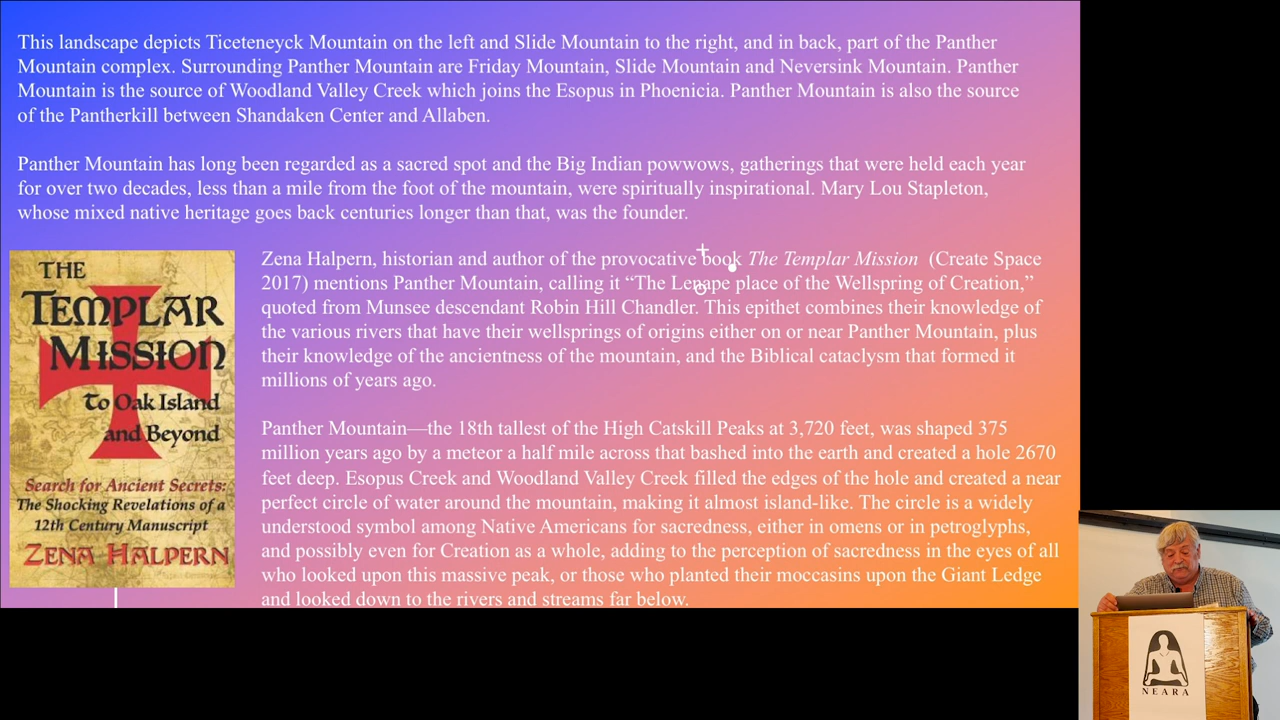 This landscape depicts Ticeteneyck Mountain on the left and Slide Mountain to the right, and in back, part of the Panther
Mountain complex. Surrounding Panther Mountain are Friday Mountain, Slide Mountain and Neversink Mountain. Panther
Mountain is the source of Woodland Valley Creek which joins the Esopus in Phoenicia. Panther Mountain is also the source
of the Pantherkill between Shandaken Center and Allaben.
Panther Mountain has long been regarded as a sacred spot and the Big Indian powwows, gatherings that were held each year
for over two decades, less than a mile from the foot of the mountain, were spiritually inspirational. Mary Lou Stapleton,
whose mixed native heritage goes back centuries longer than that, was the founder.
THE
TEMPLAR
MISSION
To Oak Island
and Beyond
Search for Ancient Secrets:
The Shocking Revelations of a
12th Century Manuscript
ZENA HALPERN
Zena Halpern, historian and author of the provocative book The Templar Mission (Create Space
2017) mentions Panther Mountain, calling it “The Lenape place of the Wellspring of Creation,”
quoted from Munsee descendant Robin Hill Chandler. This epithet combines their knowledge of
the various rivers that have their wellsprings of origins either on or near Panther Mountain, plus
their knowledge of the ancientness of the mountain, and the Biblical cataclysm that formed it
millions of years ago.
Panther Mountain—the 18th tallest of the High Catskill Peaks at 3,720 feet, was shaped 375
million years ago by a meteor a half mile across that bashed into the earth and created a hole 2670
feet deep. Esopus Creek and Woodland Valley Creek filled the edges of the hole and created a near
perfect circle of water around the mountain, making it almost island-like. The circle is a widely
understood symbol among Native Americans for sacredness, either in omens or in petroglyphs,
and possibly even for Creation as a whole, adding to the perception of sacredness in the eyes of all
who looked upon this massive peak, or those who planted their moccasins upon the Giant Ledge
and looked down to the rivers and streams far below.
NEARA